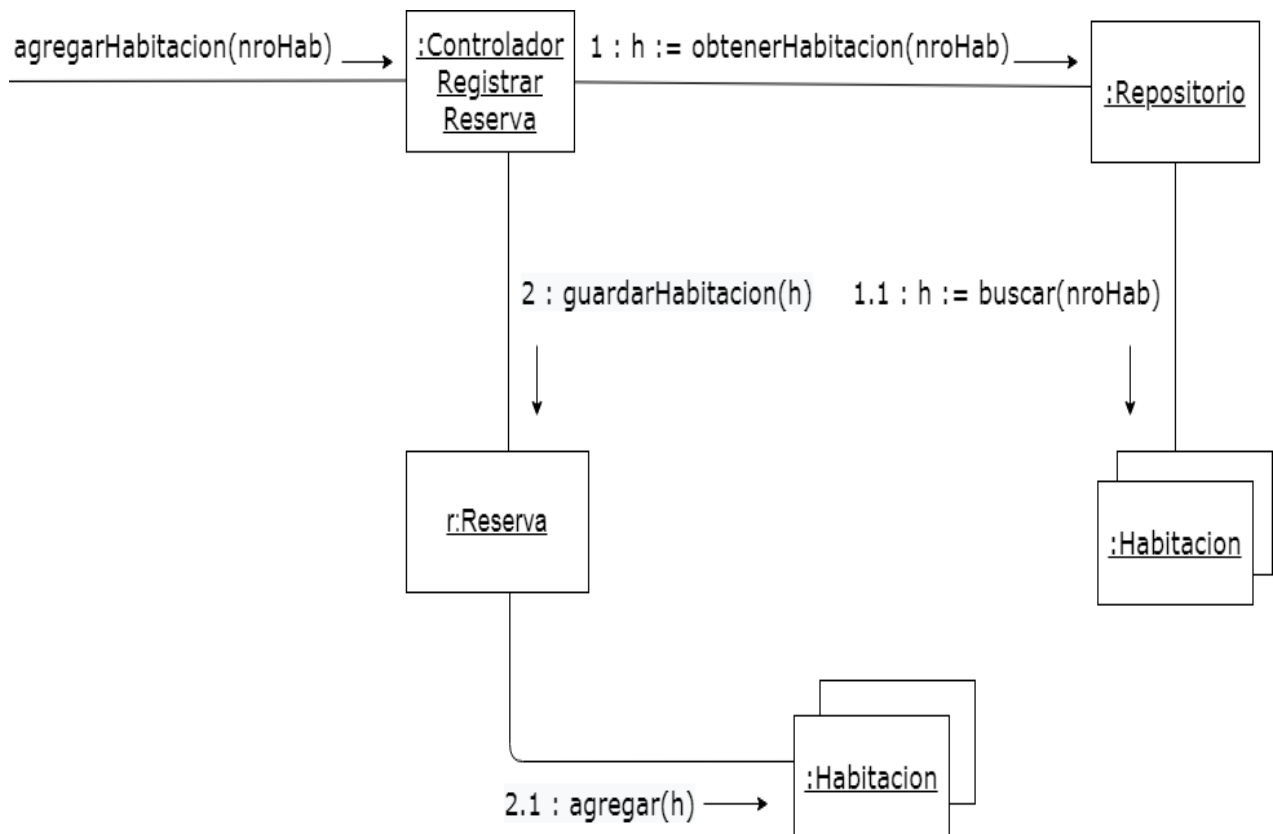 agregarHabitacion(nroHab)
:Controlador
Registrar
Reserva
1 : h := obtenerHabitacion(nroHab)
:Repositorio
2 : guardarHabitacion(h)
1.1 : h := buscar(nroHab)
r:Reserva
:Habitacion
:Habitacion
2.1 : agregar(h)